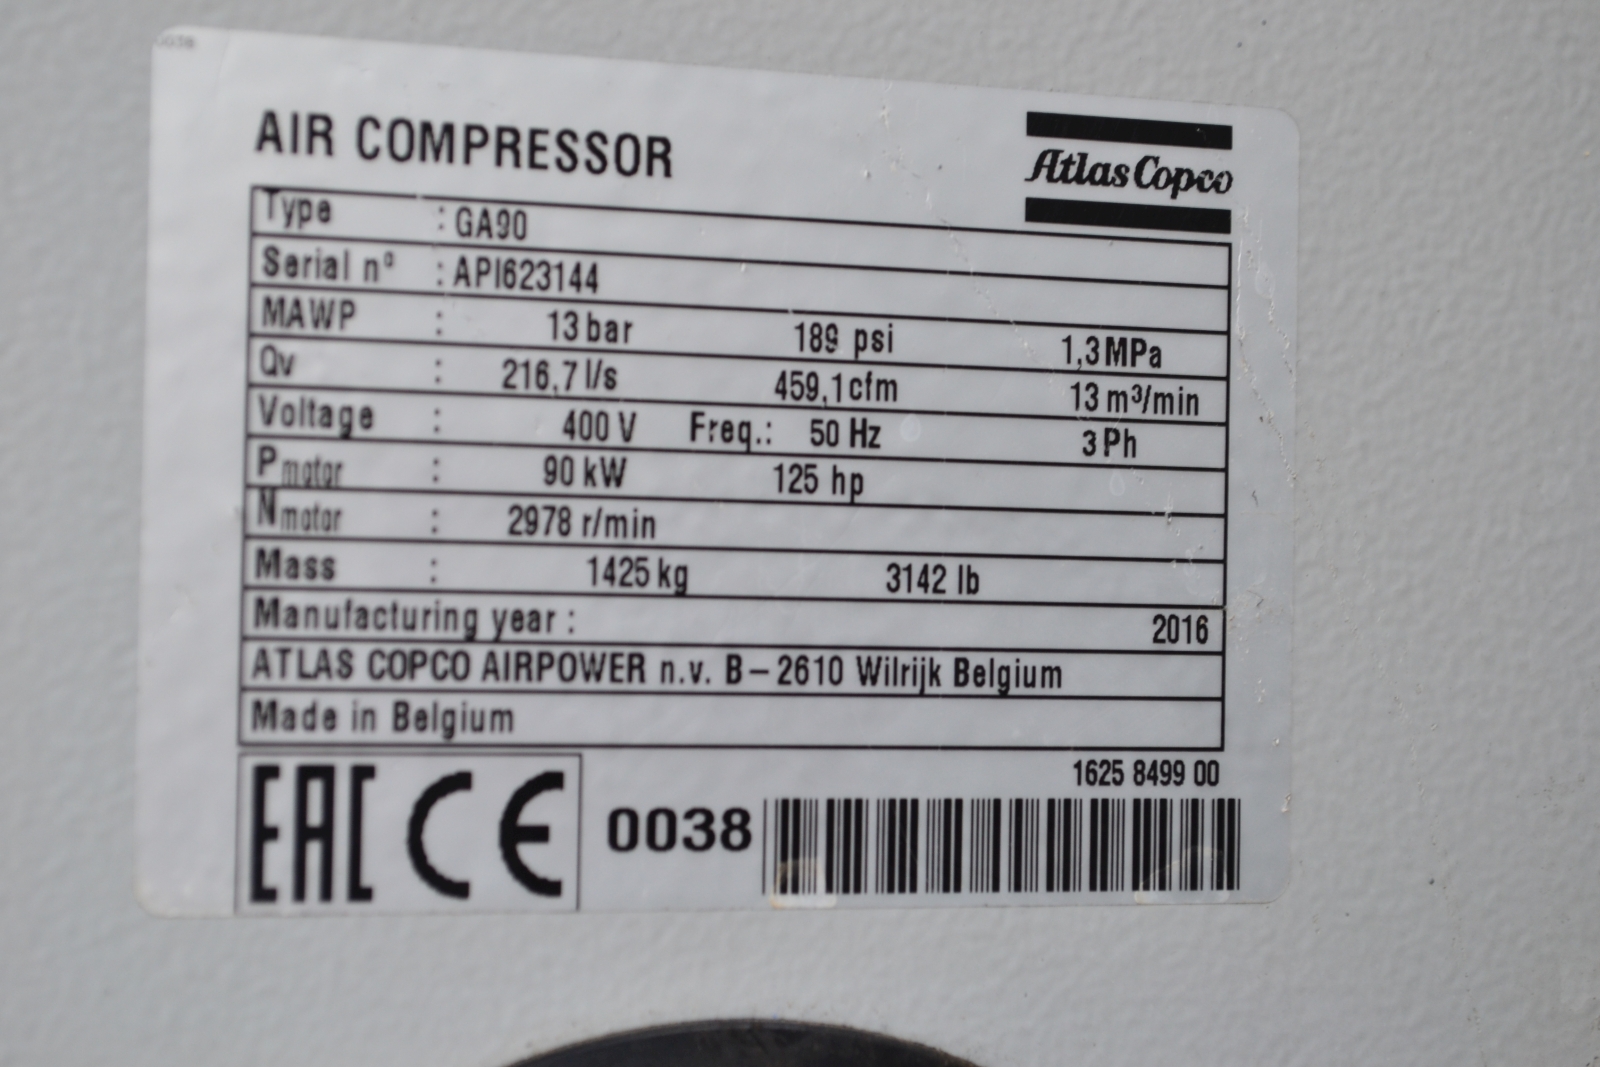 0038
AIR COMPRESSOR
Atlas Copco
Type : GA90
Serial nº : API623144
MAWP : 13 bar 189 psi 1,3 MPa
Qv : 216,7 l/s 459,1 cfm 13 m³/min
Voltage : 400 V Freq.: 50 Hz 3 Ph
Pmotor : 90 kW 125 hp
Nmotor : 2978 r/min
Mass : 1425 kg 3142 lb
Manufacturing year : 2016
ATLAS COPCO AIRPOWER n.v. B – 2610 Wilrijk Belgium
Made in Belgium
1625 8499 00
EAC CE 0038